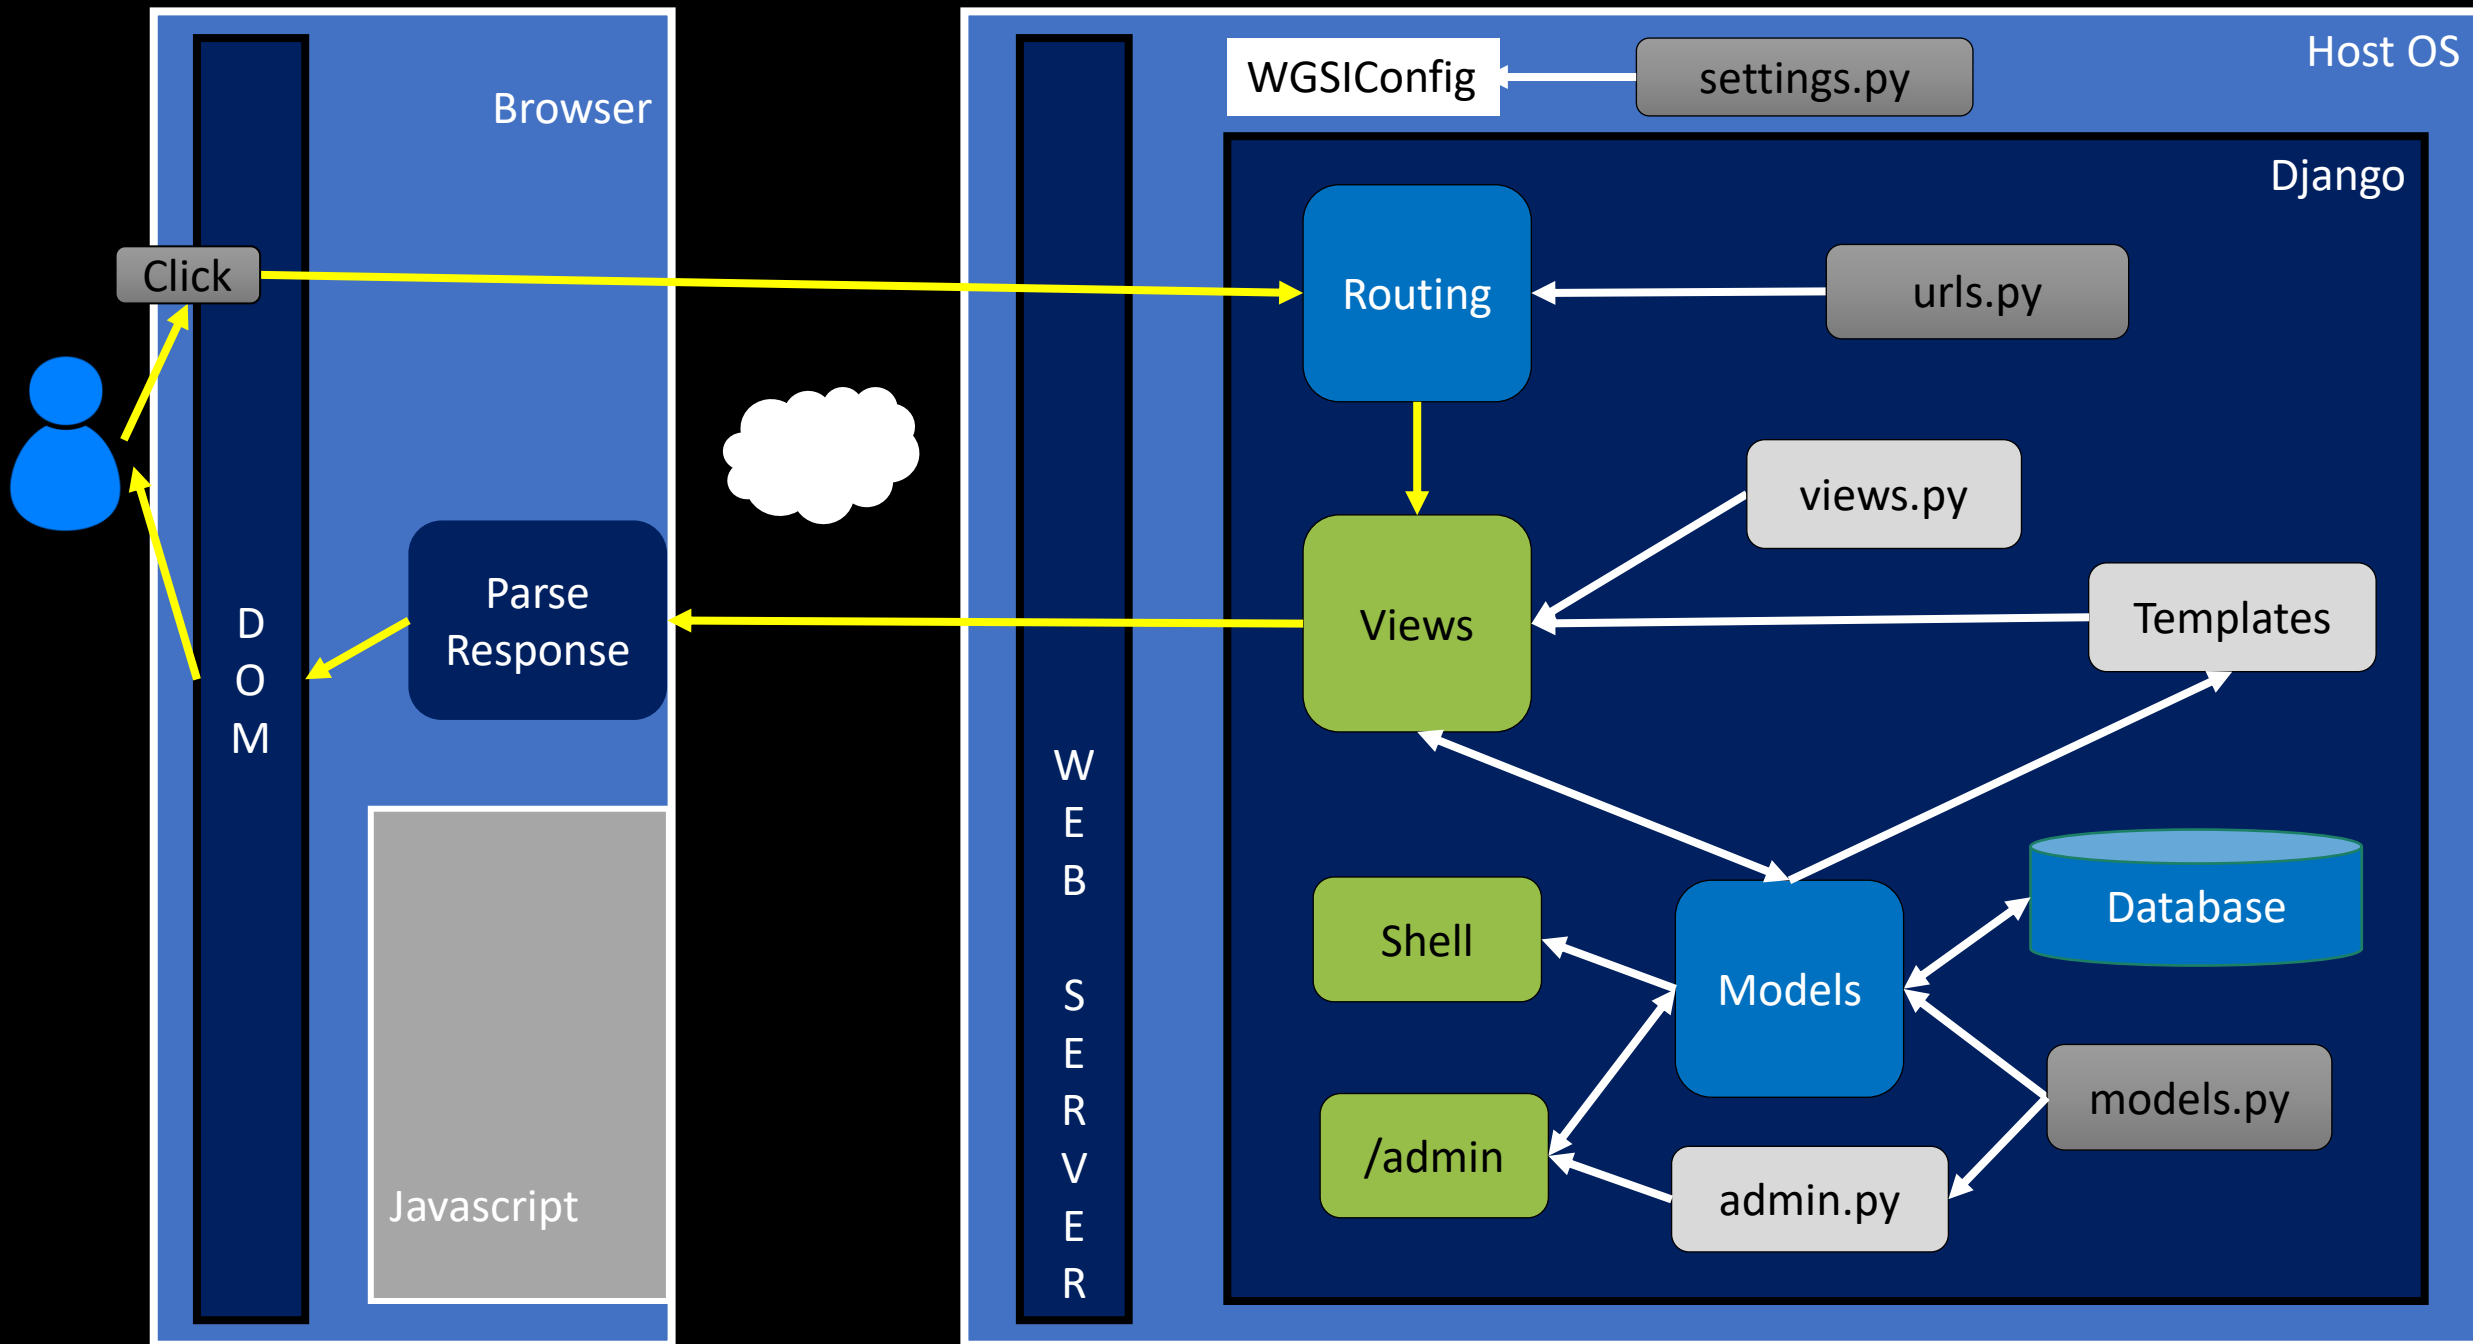 Browser
Click
D
O
M
Parse
Response
Javascript
Host OS
W
E
B
S
E
R
V
E
R
WGSIConfig
settings.py
Django
Routing
urls.py
views.py
Views
Templates
Shell
Models
Database
/admin
admin.py
models.py